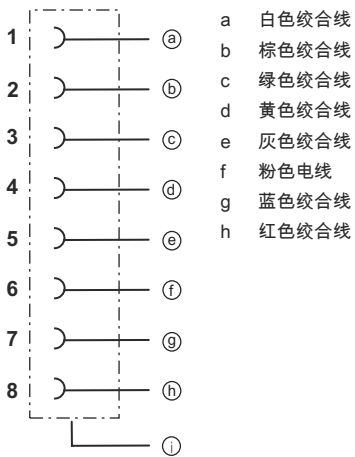 1 ⓐ
2 ⓑ
3 ⓒ
4 ⓓ
5 ⓔ
6 ⓕ
7 ⓖ
8 ⓗ
ⓘ
a 白色绞合线
b 棕色绞合线
c 绿色绞合线
d 黄色绞合线
e 灰色绞合线
f 粉色电线
g 蓝色绞合线
h 红色绞合线